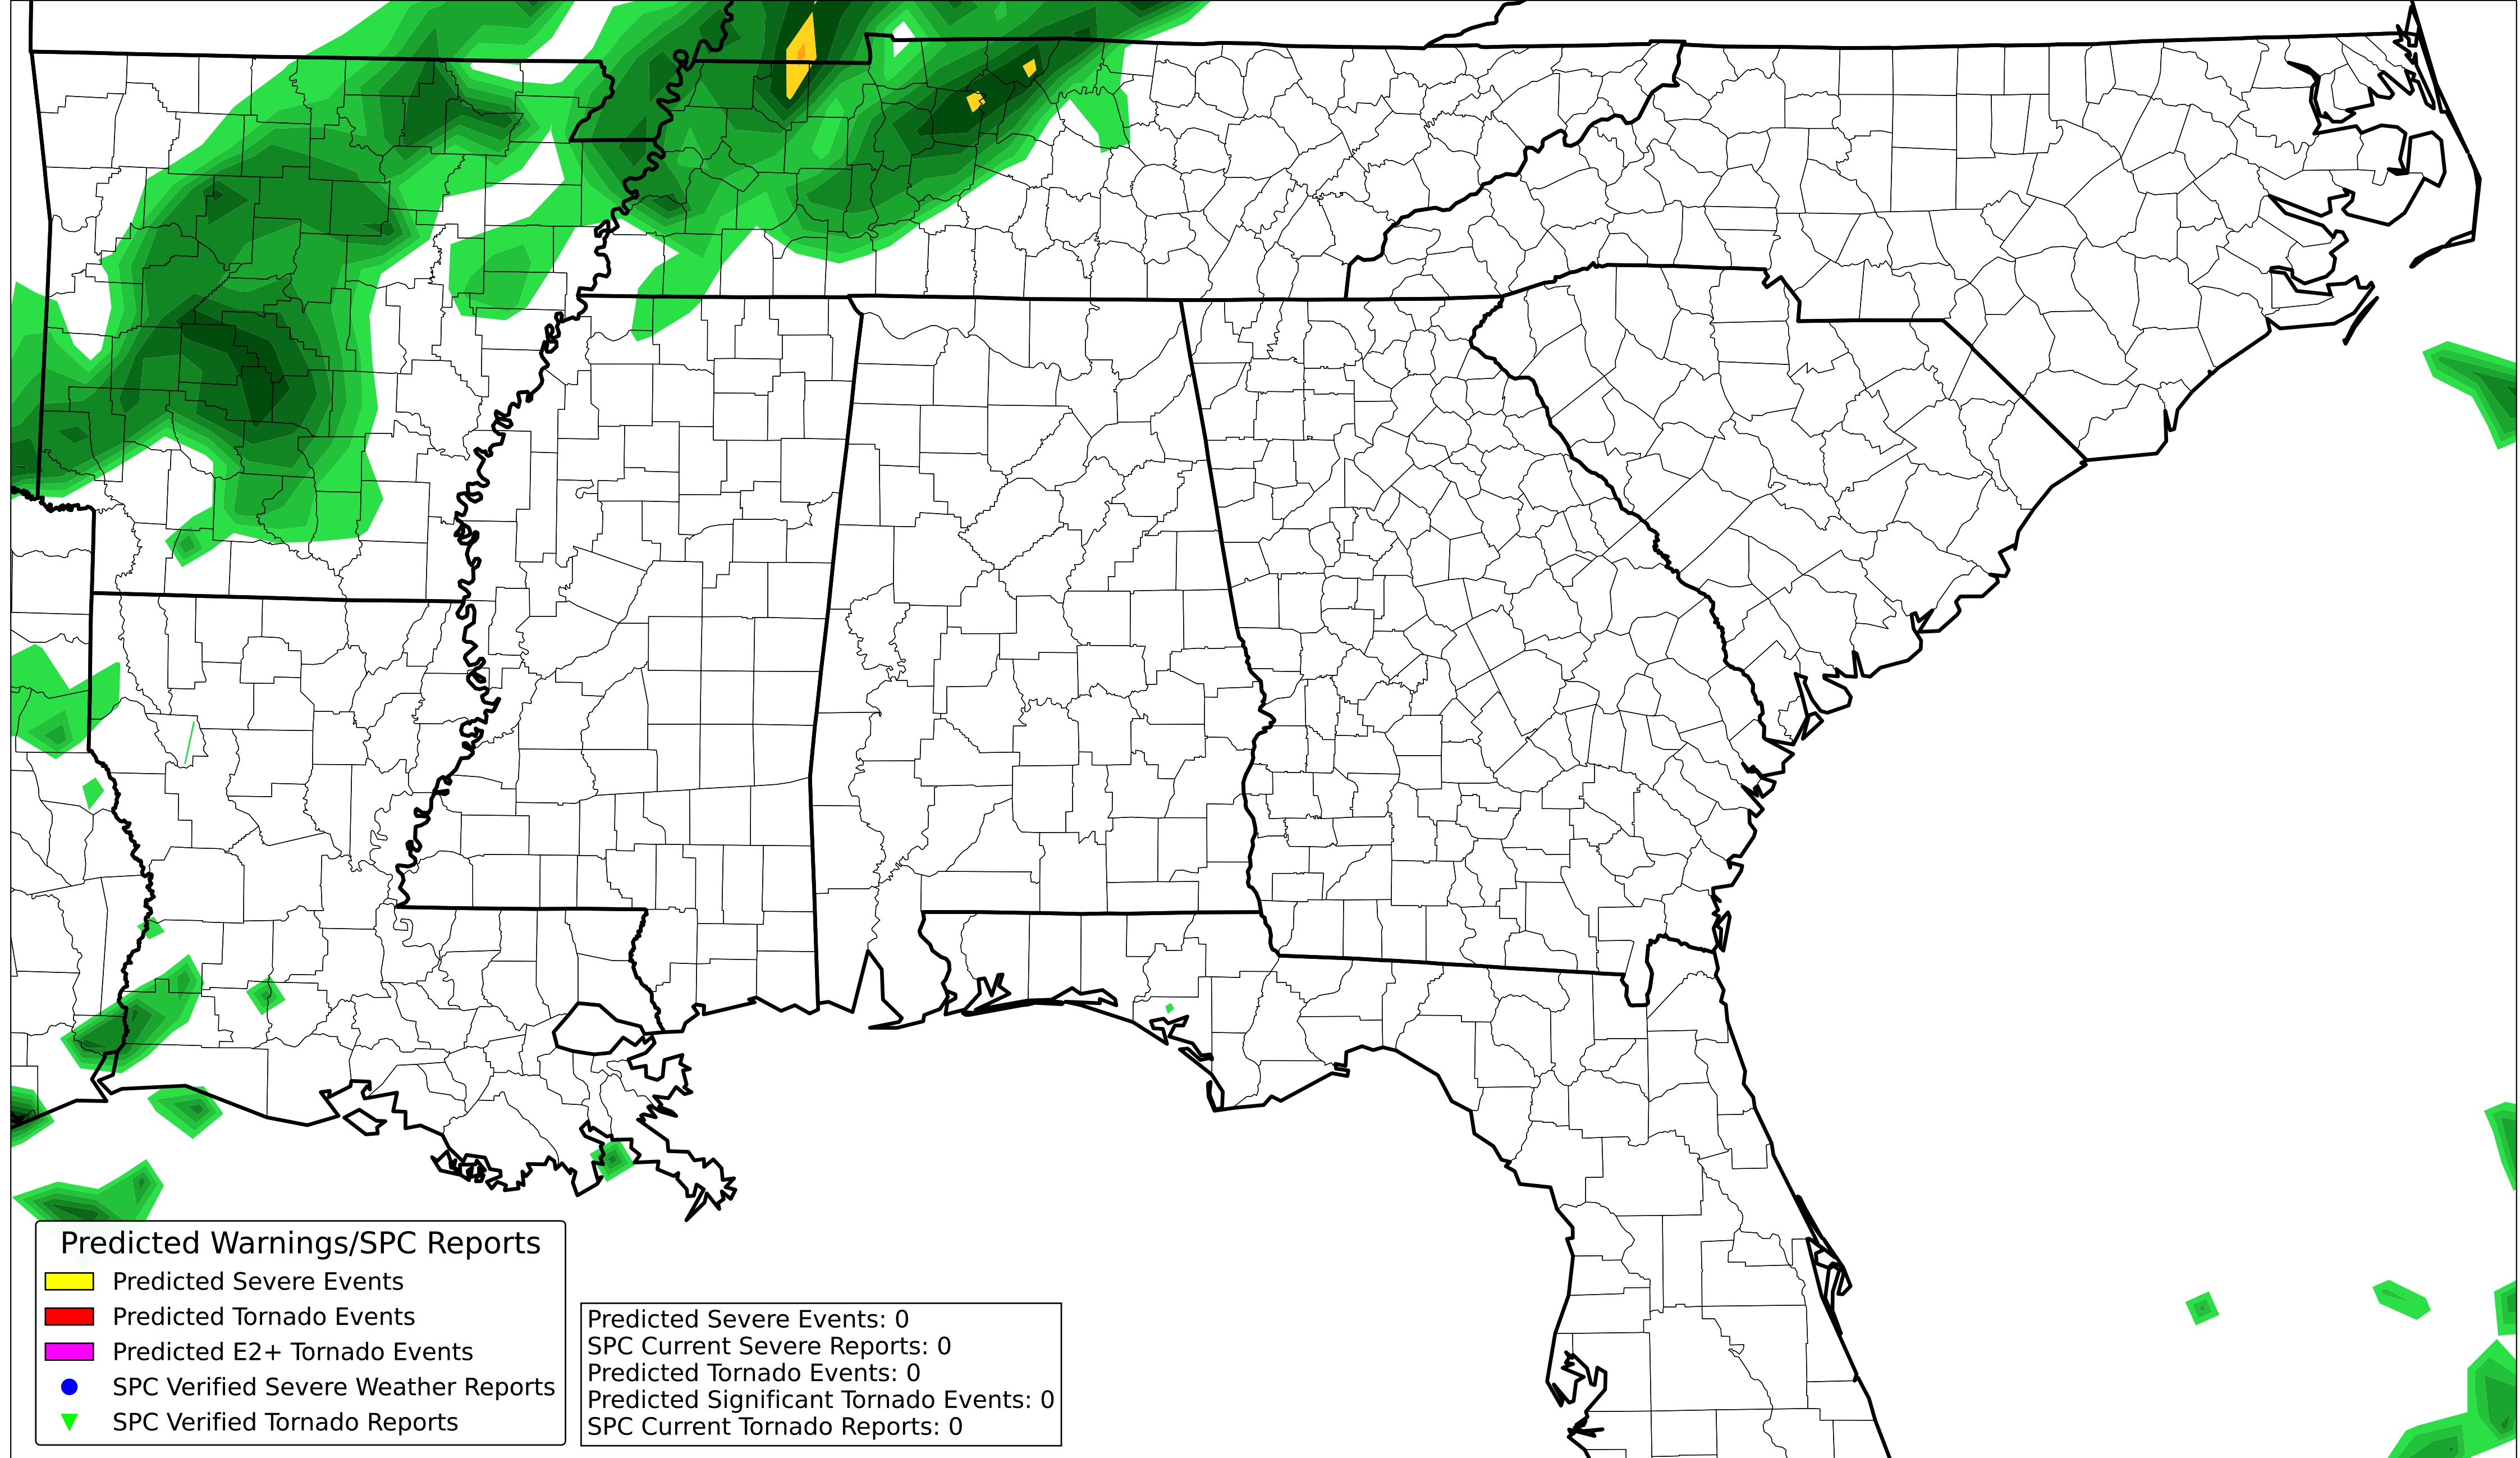 Predicted Warnings/SPC Reports
Predicted Severe Events
Predicted Tornado Events
Predicted E2+ Tornado Events
SPC Verified Severe Weather Reports
SPC Verified Tornado Reports
Predicted Severe Events: 0
SPC Current Severe Reports: 0
Predicted Tornado Events: 0
Predicted Significant Tornado Events: 0
SPC Current Tornado Reports: 0